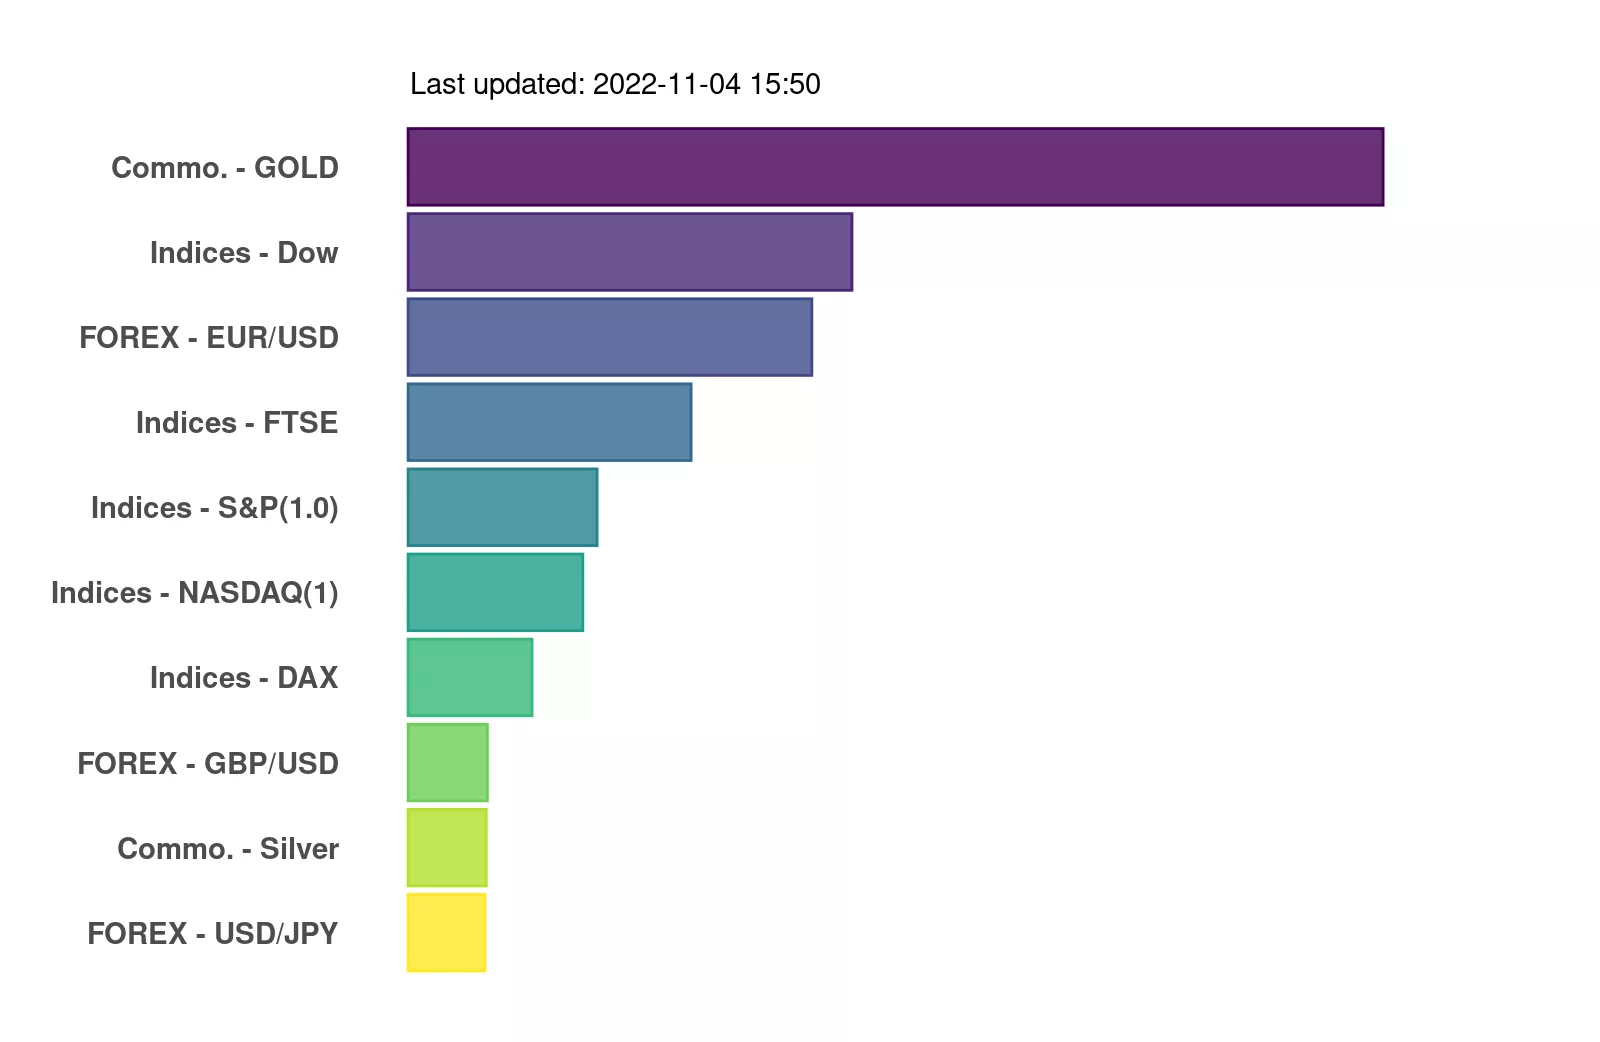 Last updated: 2022-11-04 15:50
Commo. - GOLD
Indices - Dow
FOREX - EUR/USD
Indices - FTSE
Indices - S&P(1.0)
Indices - NASDAQ(1)
Indices - DAX
FOREX - GBP/USD
Commo. - Silver
FOREX - USD/JPY